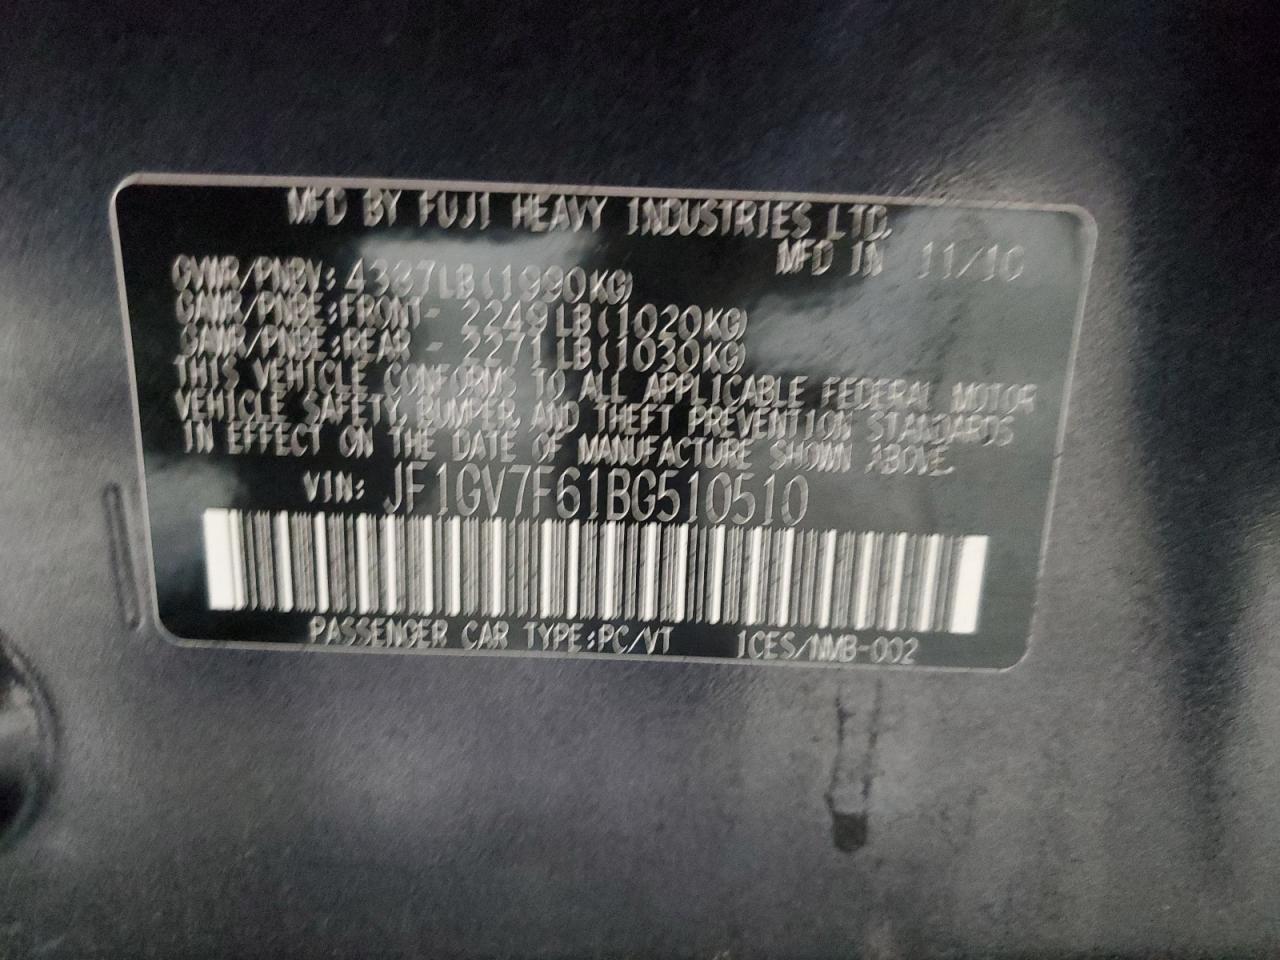 MFD BY FUJI HEAVY INDUSTRIES LTD.
MFD IN 11/10
GVWR/PNBV: 4387LB(1990KG)
GAWR/PNBE:FRONT- 2249LB(1020KG)
GAWR/PNBE:REAR - 2271LB(1030KG)
THIS VEHICLE CONFORMS TO ALL APPLICABLE FEDERAL MOTOR
VEHICLE SAFETY, BUMPER, AND THEFT PREVENTION STANDARDS
IN EFFECT ON THE DATE OF MANUFACTURE SHOWN ABOVE.
VIN: JF1GV7F61BG510510
PASSENGER CAR TYPE:PC/VT 1CES/NMB-002